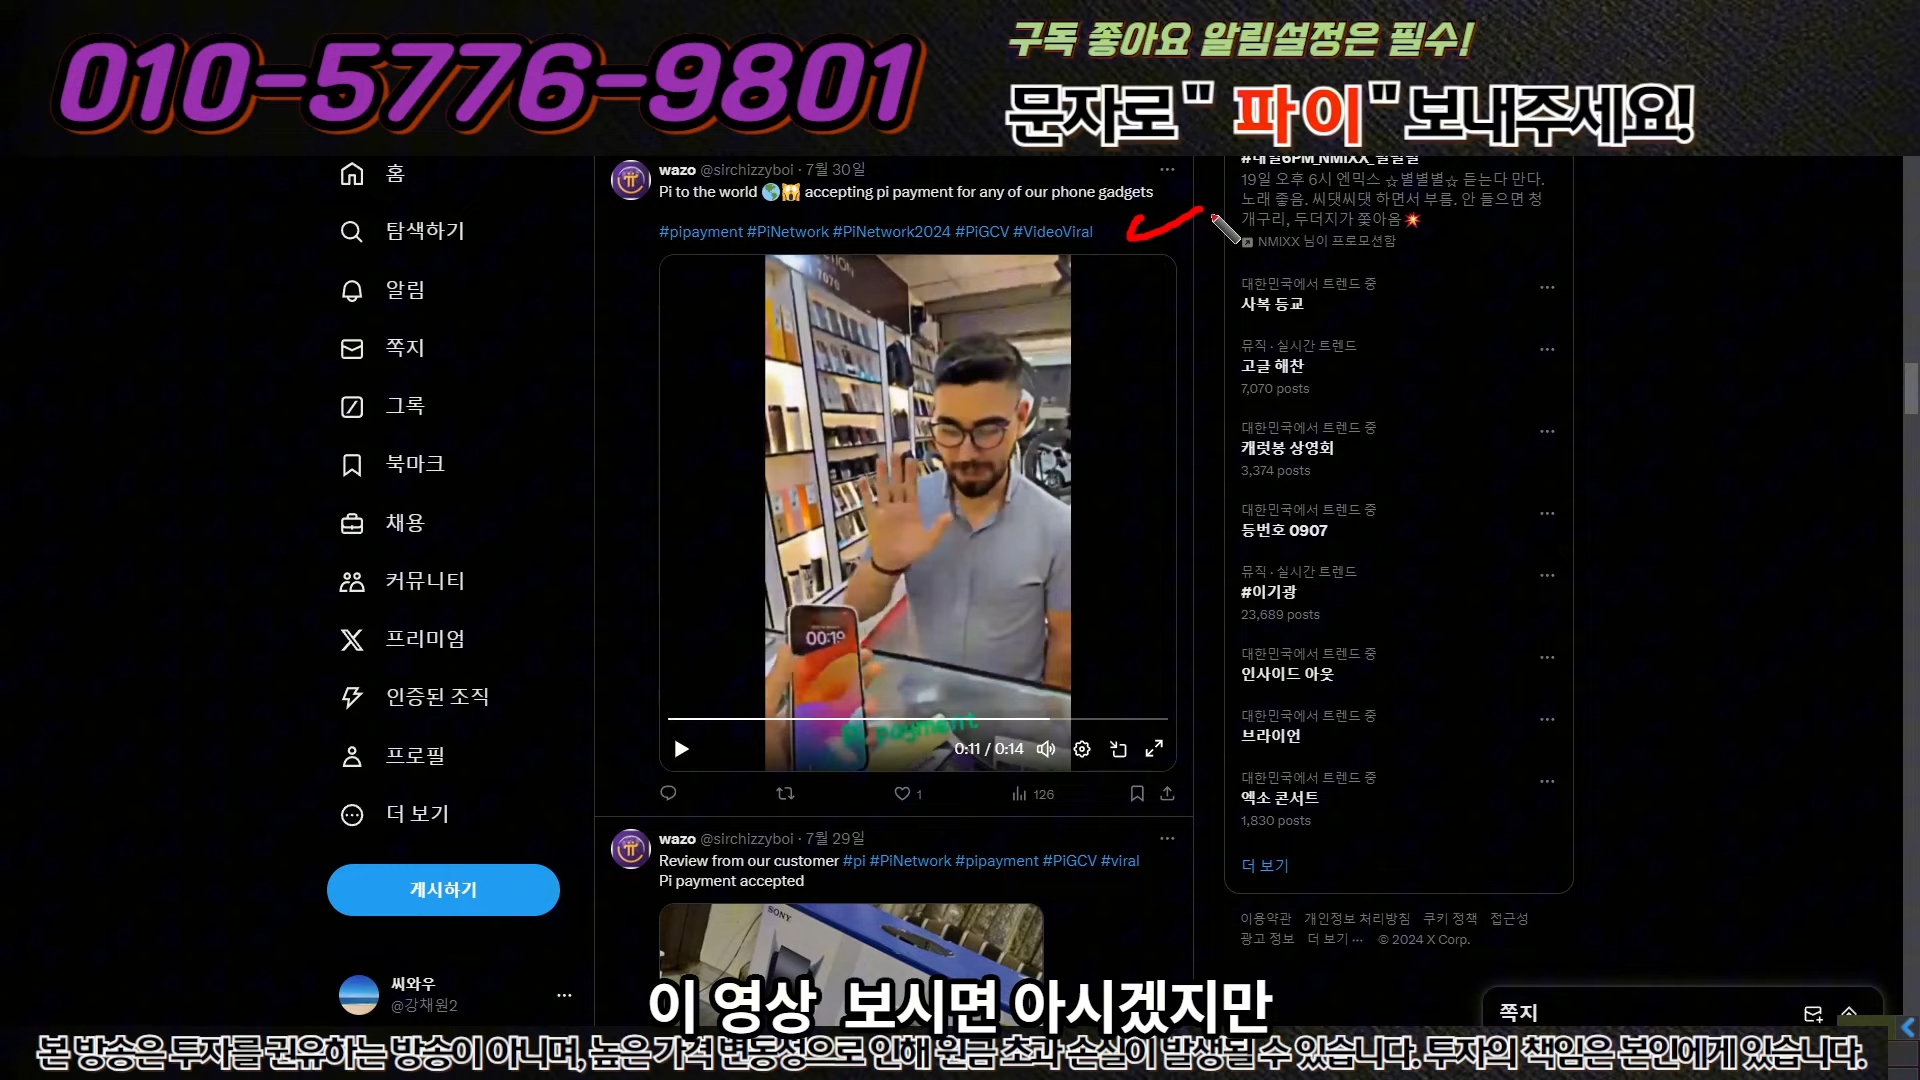 010-5776-9801
구독 좋아요 알림설정은 필수!
문자로" 파이"보내주세요!
홈
탐색하기
알림
쪽지
그록
북마크
채용
커뮤니티
프리미엄
인증된 조직
프로필
더 보기
게시하기
씨와우
@강채원2
wazo @sirchizzyboi · 7월 30일
Pi to the world 🌎🙀 accepting pi payment for any of our phone gadgets
#pipayment #PiNetwork #PiNetwork2024 #PiGCV #VideoViral
7070
00:19
Pi payment
0:11 / 0:14
1
126
wazo @sirchizzyboi · 7월 29일
Review from our customer #pi #PiNetwork #pipayment #PiGCV #viral
Pi payment accepted
SONY
19일 오후 6시 엔믹스 ☆별별별☆ 듣는다 만다.
노래 좋음. 씨댓씨댓 하면서 부름. 안 들으면 청
개구리, 두더지가 쫓아옴💥
NMIXX 님이 프로모션함
대한민국에서 트렌드 중
사복 등교
뮤직 · 실시간 트렌드
고글 해찬
7,070 posts
대한민국에서 트렌드 중
캐럿봉 상영회
3,374 posts
대한민국에서 트렌드 중
등번호 0907
뮤직 · 실시간 트렌드
#이기광
23,689 posts
대한민국에서 트렌드 중
인사이드 아웃
대한민국에서 트렌드 중
브라이언
대한민국에서 트렌드 중
엑소 콘서트
1,830 posts
더 보기
이용약관 개인정보 처리방침 쿠키 정책 접근성
광고 정보 더 보기 ··· © 2024 X Corp.
쪽지
이 영상 보시면 아시겠지만
본 방송은 투자를 권유하는 방송이 아니며, 높은 가격 변동성으로 인해 원금 초과 손실이 발생될 수 있습니다. 투자의 책임은 본인에게 있습니다.